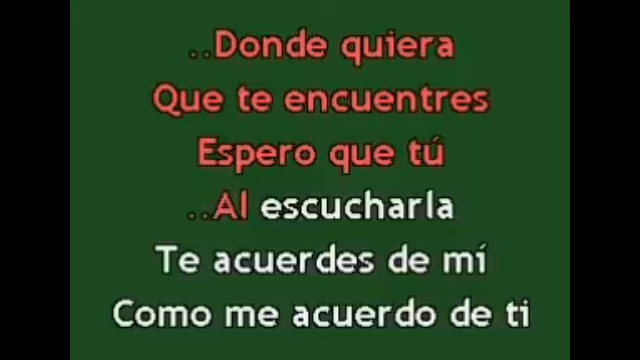 ..Donde quiera
Que te encuentres
Espero que tú
..Al escucharla
Te acuerdes de mí
Como me acuerdo de ti